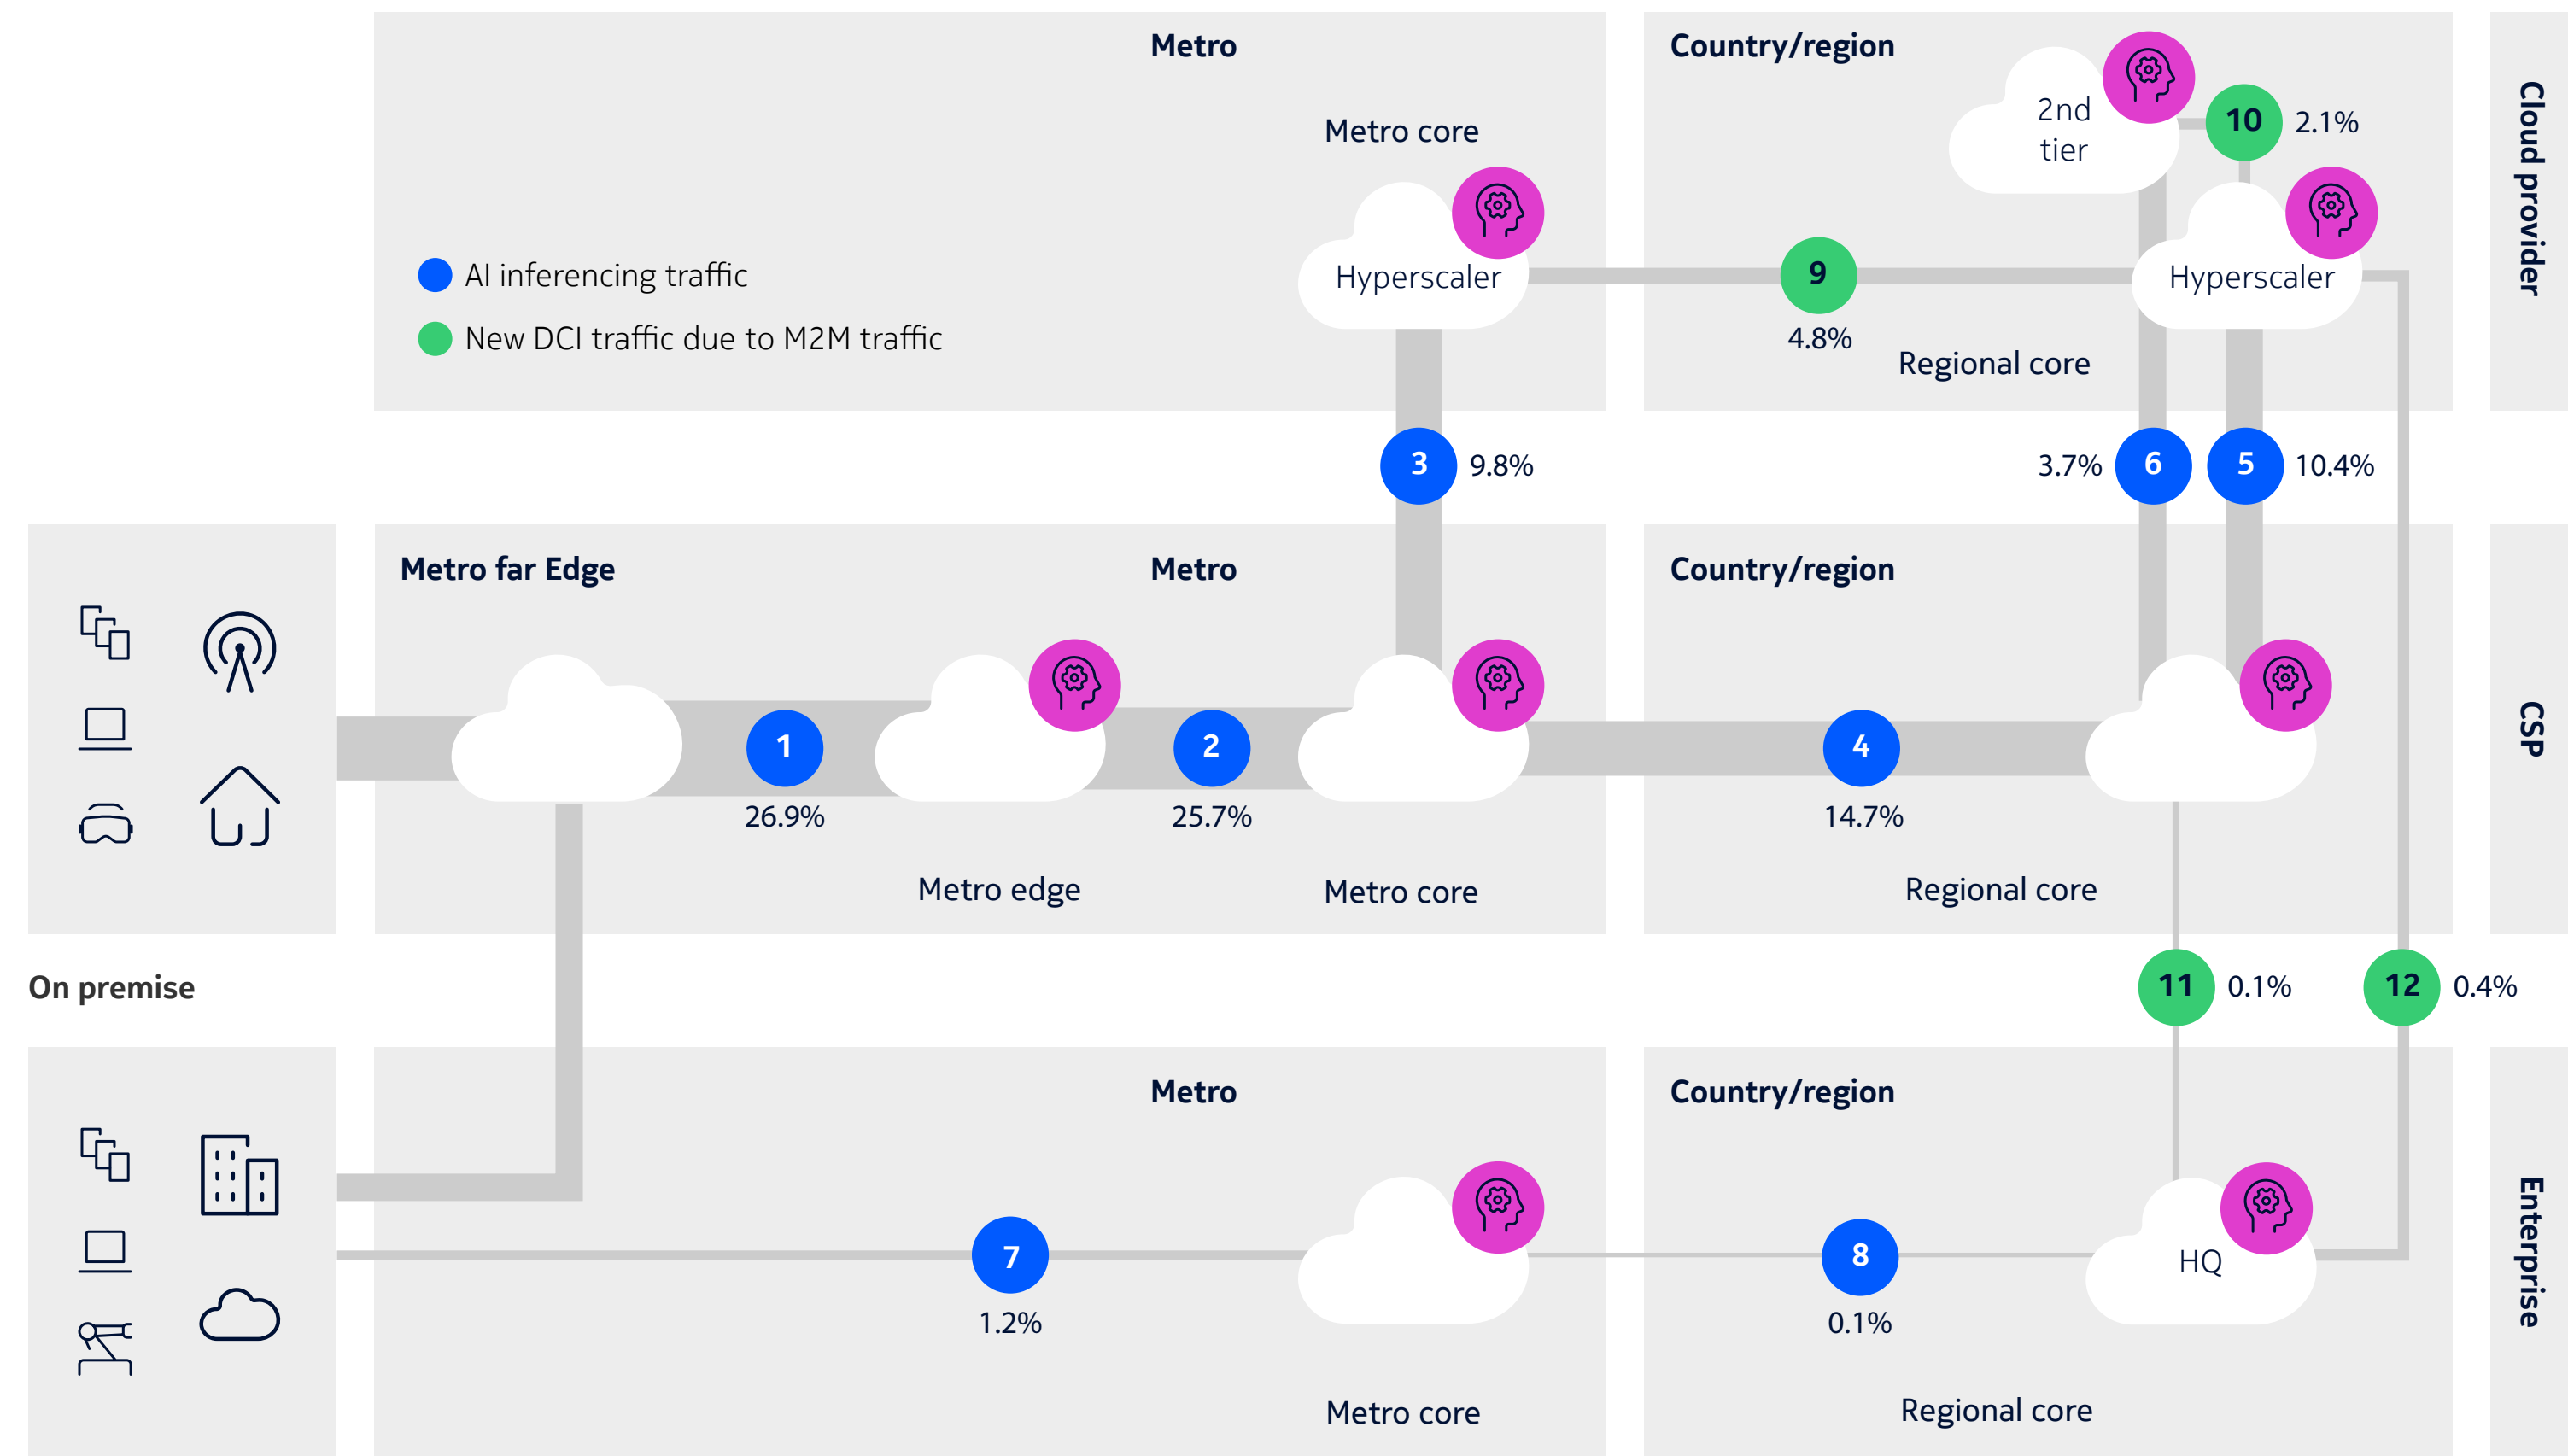 Metro
Country/region
Cloud provider
2nd
tier
10
2.1%
Metro core
Hyperscaler
Hyperscaler
AI inferencing traffic
New DCI traffic due to M2M traffic
9
4.8%
Regional core
3
9.8%
3.7%
6
5
10.4%
Metro far Edge
Metro
Country/region
CSP
1
26.9%
2
25.7%
4
14.7%
Metro edge
Metro core
Regional core
On premise
11
0.1%
12
0.4%
Metro
Country/region
Enterprise
7
1.2%
8
0.1%
HQ
Metro core
Regional core